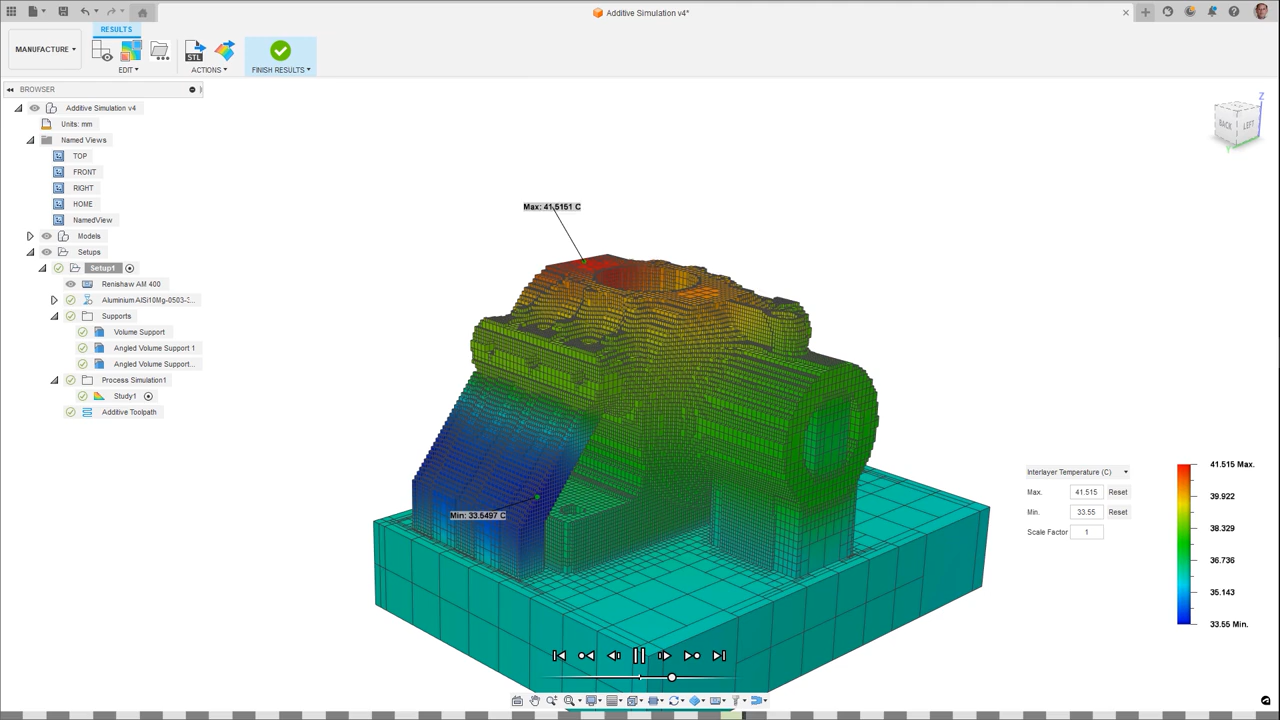 Additive Simulation v4*
RESULTS
MANUFACTURE
EDIT
ACTIONS
FINISH RESULTS
STL
BROWSER
Additive Simulation v4
Units: mm
Named Views
TOP
FRONT
RIGHT
HOME
NamedView
Models
Setups
Setup1
Renishaw AM 400
Aluminium AlSi10Mg-0503-3...
Supports
Volume Support
Angled Volume Support 1
Angled Volume Support...
Process Simulation1
Study1
Additive Toolpath
Z
BACK
LEFT
Y
Max: 41.5151 C
Min: 33.5497 C
Interlayer Temperature (C)
Max. 41.515 Reset
Min. 33.55 Reset
Scale Factor 1
41.515 Max.
39.922
38.329
36.736
35.143
33.55 Min.